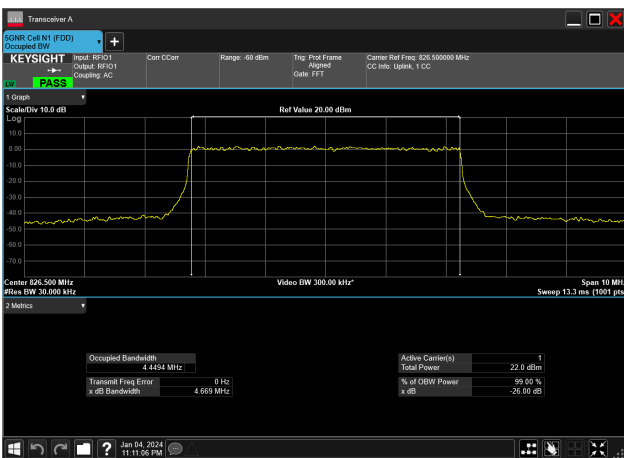 Transceiver A
5GNR Cell N1 (FDD)
Occupied BW
KEYSIGHT
PASS
Input: RFIO1
Output: RFIO1
Coupling: AC
Corr CCorr
Range: -60 dBm
Trig: Prot Frame
Aligned
Gate: FFT
Carrier Ref Freq: 826.500000 MHz
CC Info: Uplink, 1 CC
1 Graph
Scale/Div 10.0 dB
Ref Value 20.00 dBm
Log
10.0
0.00
-10.0
-20.0
-30.0
-40.0
-50.0
-60.0
-70.0
Center 826.500 MHz
Video BW 300.00 kHz*
Span 10 MHz
#Res BW 30.000 kHz
Sweep 13.3 ms (1001 pts
2 Metrics
Occupied Bandwidth
4.4494 MHz
Transmit Freq Error 0 Hz
x dB Bandwidth 4.669 MHz
Active Carrier(s) 1
Total Power 22.0 dBm
% of OBW Power 99.00 %
x dB -26.00 dB
Jan 04, 2024
11:11:06 PM